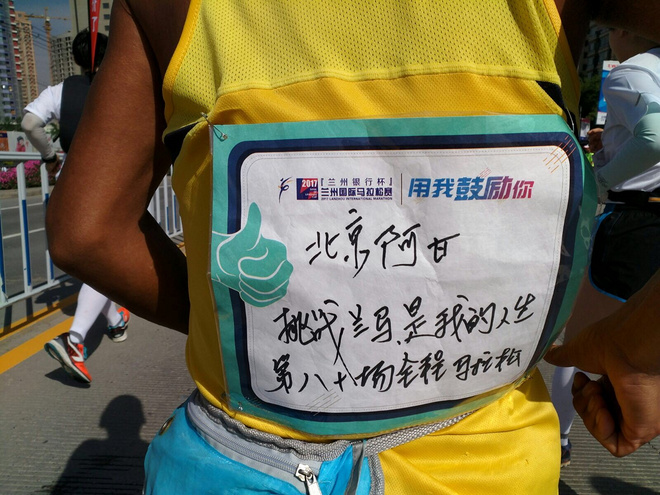 2017
「兰州银行杯」
兰州国际马拉松赛
2017 LANZHOU INTERNATIONAL MARATHON
用我鼓励你
北京阿甘
挑战兰马,是我的人生
第八十场全程马拉松